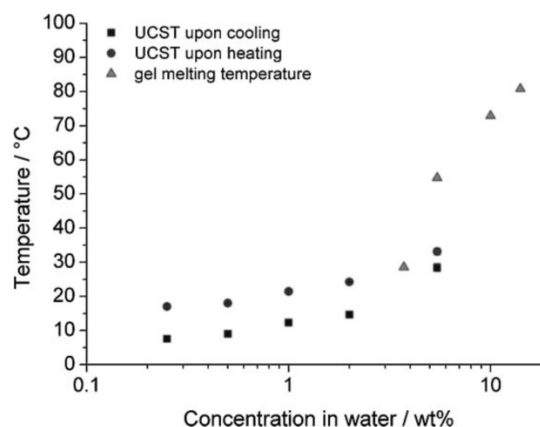 100
90
80
70
60
50
40
30
20
10
0
Temperature / °C
UCST upon cooling
UCST upon heating
gel melting temperature
0.1
1
10
Concentration in water / wt%